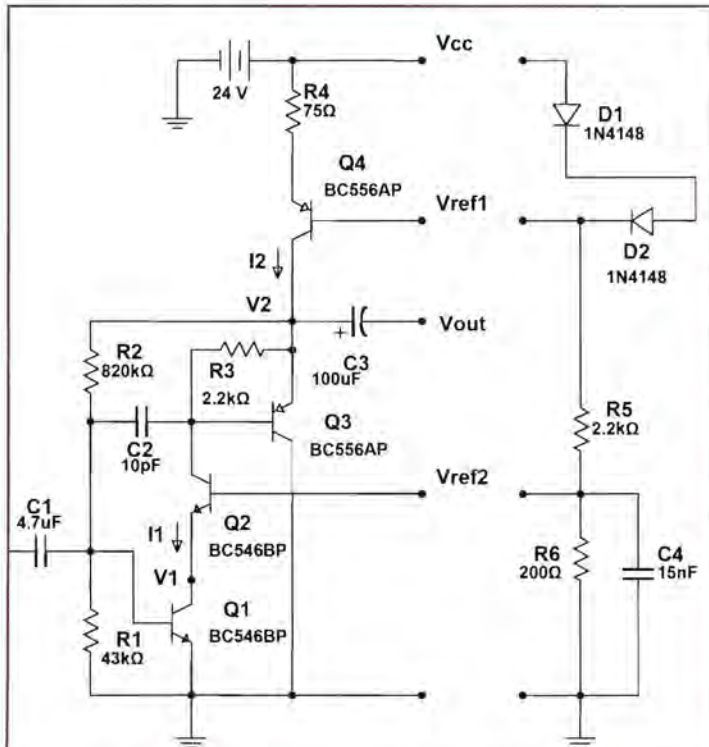 Vcc
24 V
R4
75Ω
D1
1N4148
Q4
BC556AP
Vref1
D2
1N4148
I2
V2
Vout
R2
820kΩ
R3
2.2kΩ
C3
100uF
+
R5
2.2kΩ
Q3
BC556AP
C2
10pF
Vref2
C1
4.7uF
I1
Q2
BC546BP
R6
200Ω
C4
15nF
V1
Q1
BC546BP
R1
43kΩ